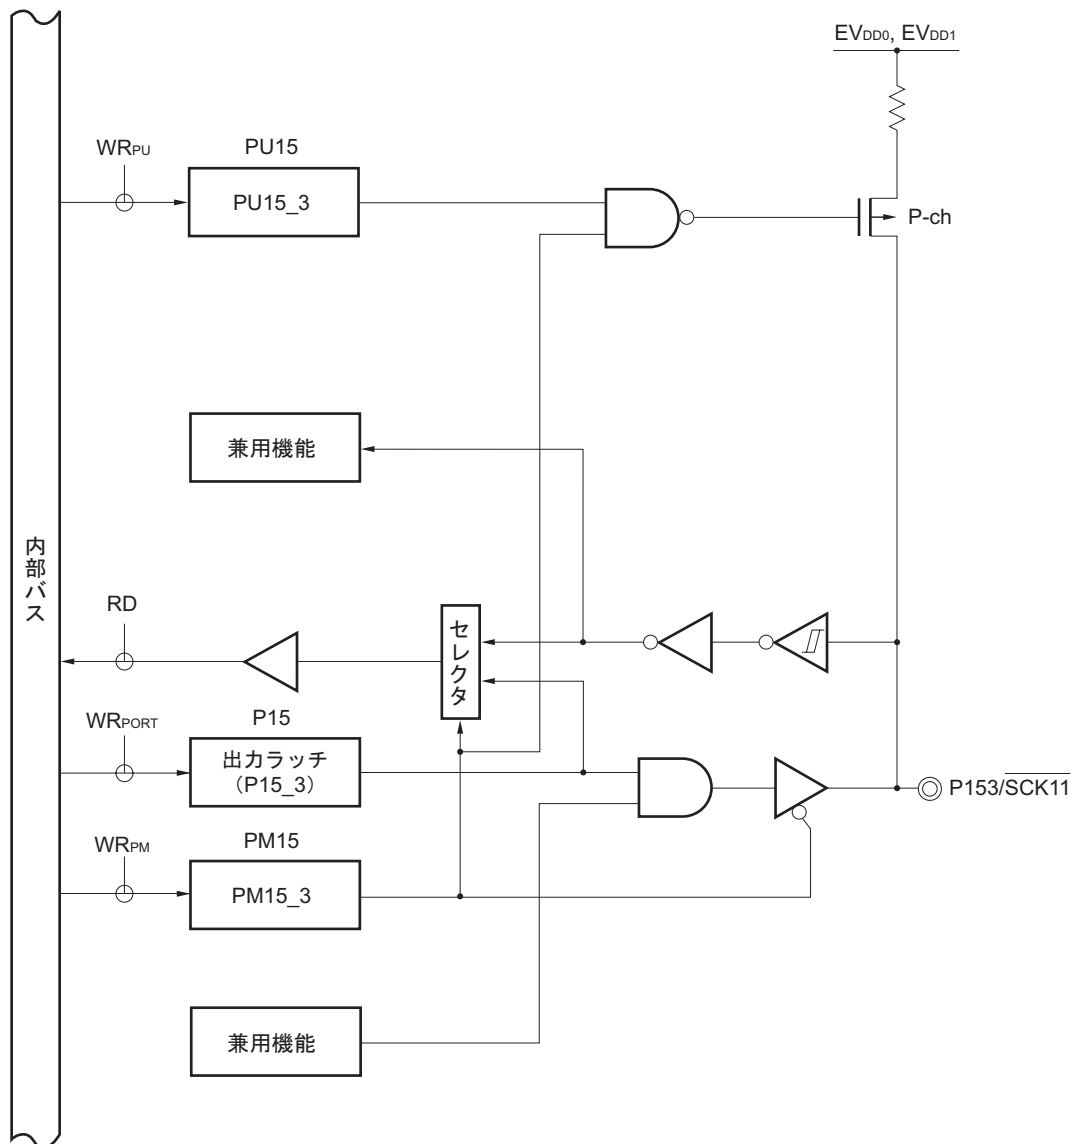 EVDD0, EVDD1
WRPU
PU15
PU15_3
P-ch
兼用機能
内部バス
RD
セレクタ
WRPORT
P15
出力ラッチ
(P15_3)
P153/SCK11
WRPM
PM15
PM15_3
兼用機能